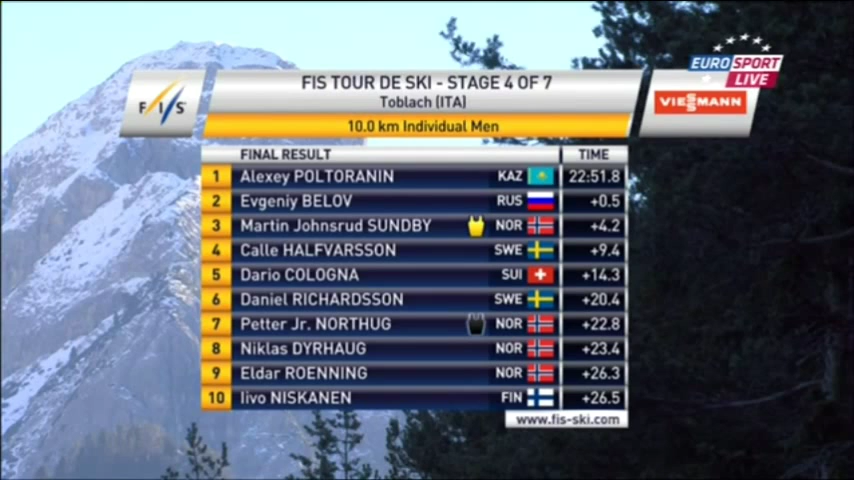 FIS TOUR DE SKI - STAGE 4 OF 7
EUROSPORT
LIVE
FIS
Toblach (ITA)
VIESMANN
10.0 km Individual Men
FINAL RESULT TIME
1 Alexey POLTORANIN KAZ 22:51.8
2 Evgeniy BELOV RUS +0.5
3 Martin Johnsrud SUNDBY NOR +4.2
4 Calle HALFVARSSON SWE +9.4
5 Dario COLOGNA SUI +14.3
6 Daniel RICHARDSSON SWE +20.4
7 Petter Jr. NORTHUG NOR +22.8
8 Niklas DYRHAUG NOR +23.4
9 Eldar ROENNING NOR +26.3
10 Iivo NISKANEN FIN +26.5
www.fis-ski.com